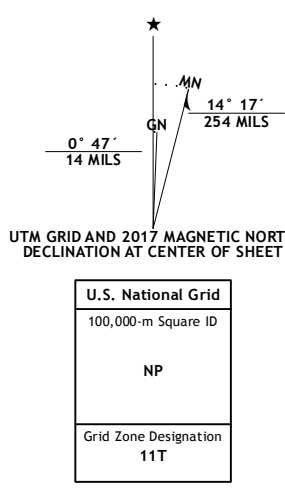 ★
MN
GN
14° 17´
254 MILS
0° 47´
14 MILS
UTM GRID AND 2017 MAGNETIC NORT
DECLINATION AT CENTER OF SHEET
U.S. National Grid
100,000-m Square ID
NP
Grid Zone Designation
11T